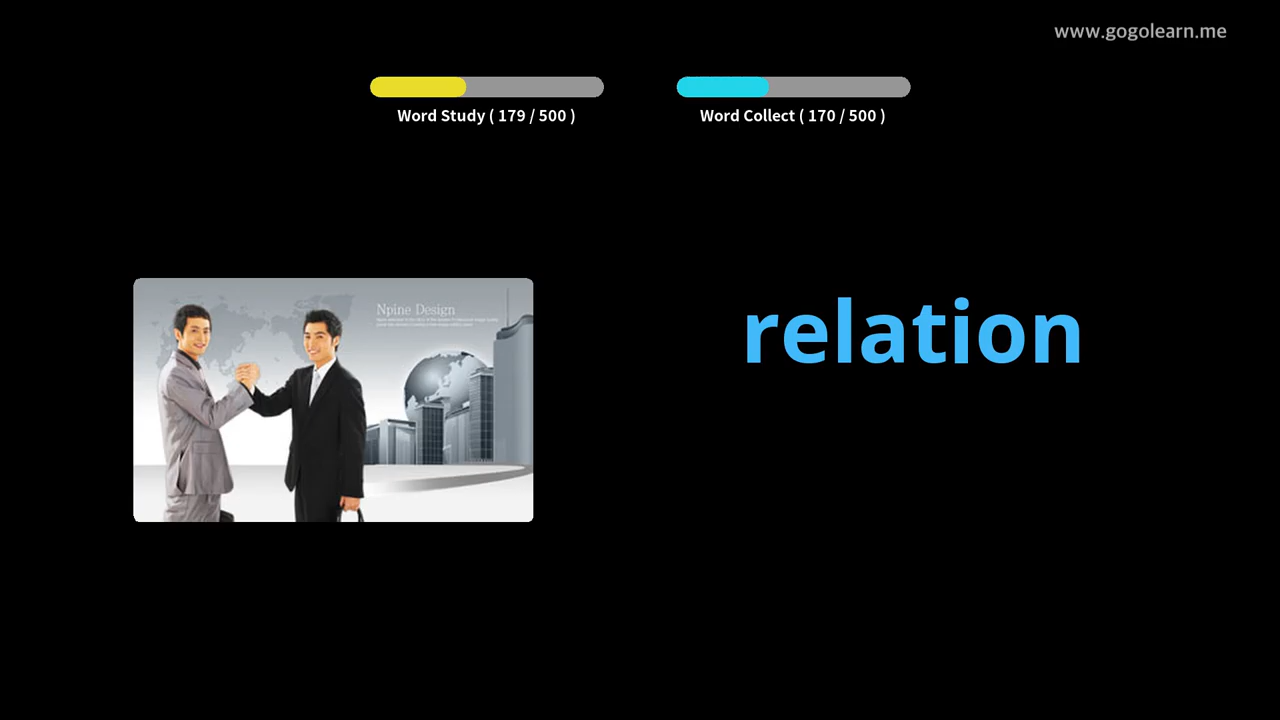 www.gogolearn.me
Word Study ( 179 / 500 )
Word Collect ( 170 / 500 )
Npine Design
relation